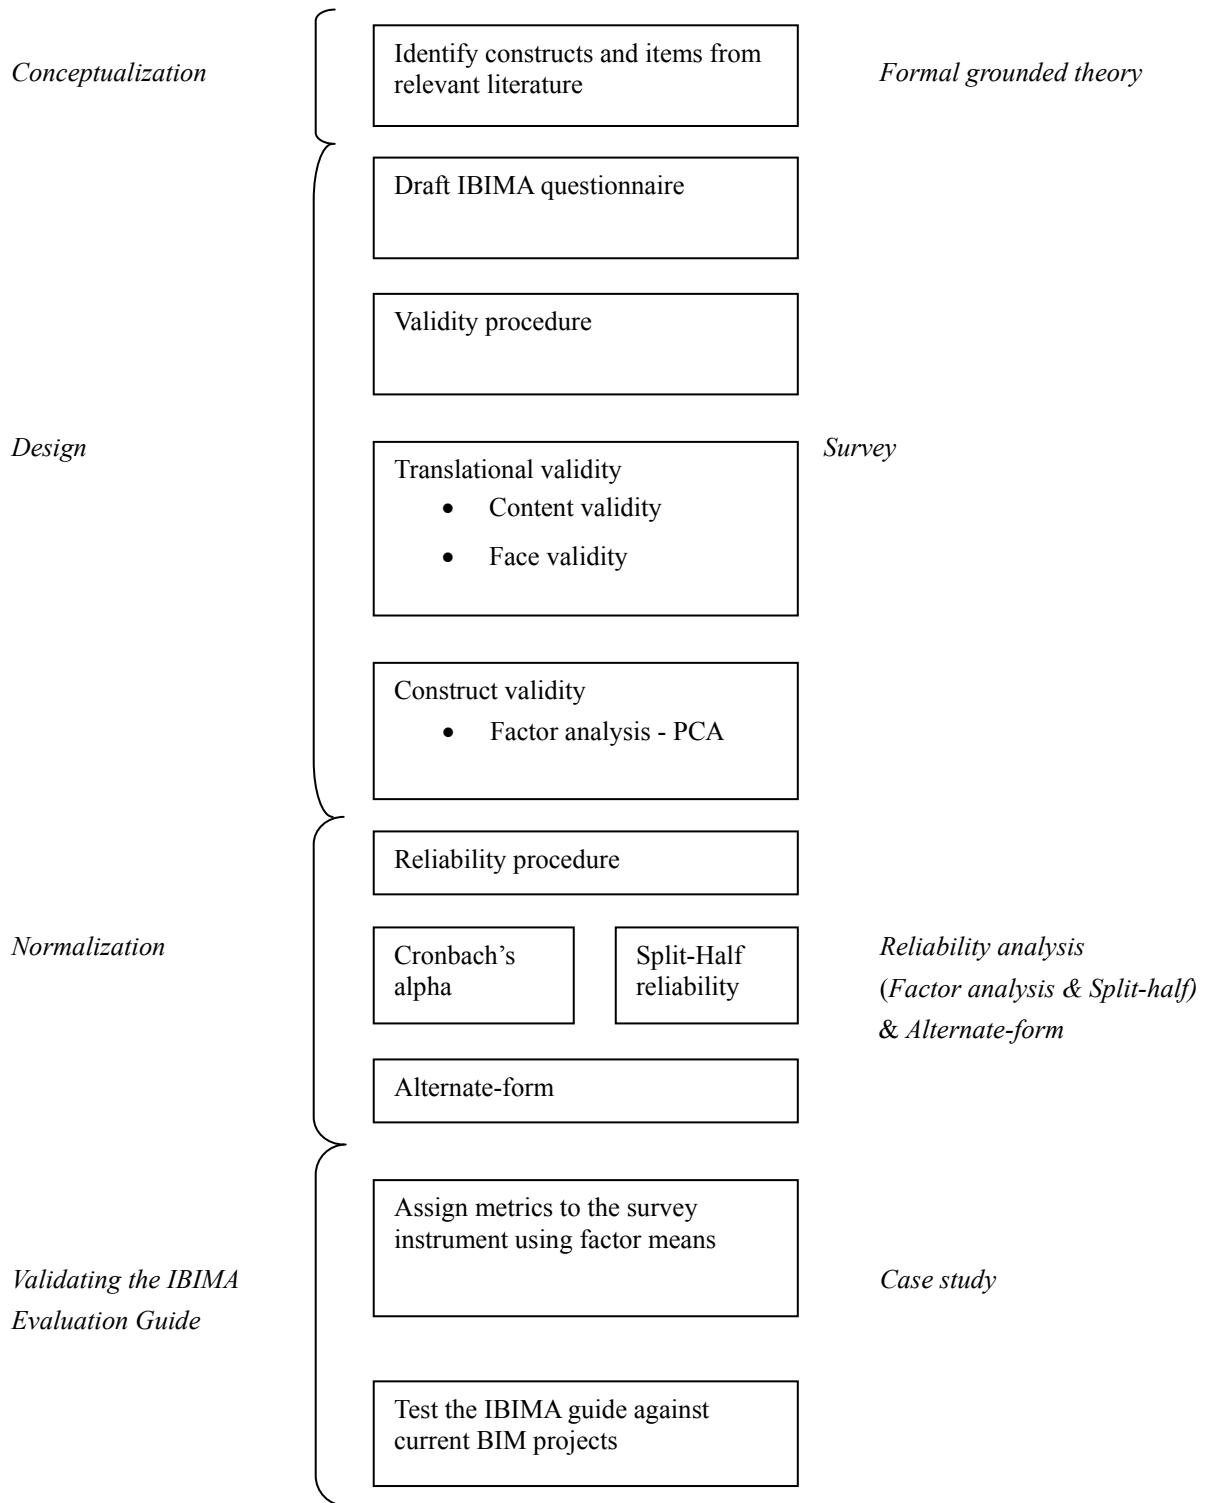 Conceptualization
Identify constructs and items from
relevant literature
Formal grounded theory
Draft IBIMA questionnaire
Validity procedure
Design
Translational validity
• Content validity
• Face validity
Survey
Construct validity
• Factor analysis - PCA
Reliability procedure
Normalization
Cronbach’s
alpha
Split-Half
reliability
Reliability analysis
(Factor analysis & Split-half)
& Alternate-form
Alternate-form
Assign metrics to the survey
instrument using factor means
Validating the IBIMA
Evaluation Guide
Case study
Test the IBIMA guide against
current BIM projects